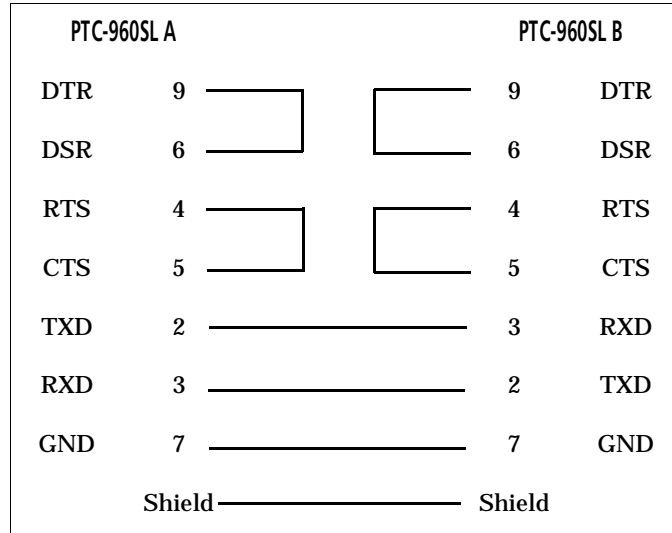 PTC-960SL A PTC-960SL B
DTR 9 9 DTR
DSR 6 6 DSR
RTS 4 4 RTS
CTS 5 5 CTS
TXD 2 3 RXD
RXD 3 2 TXD
GND 7 7 GND
Shield Shield